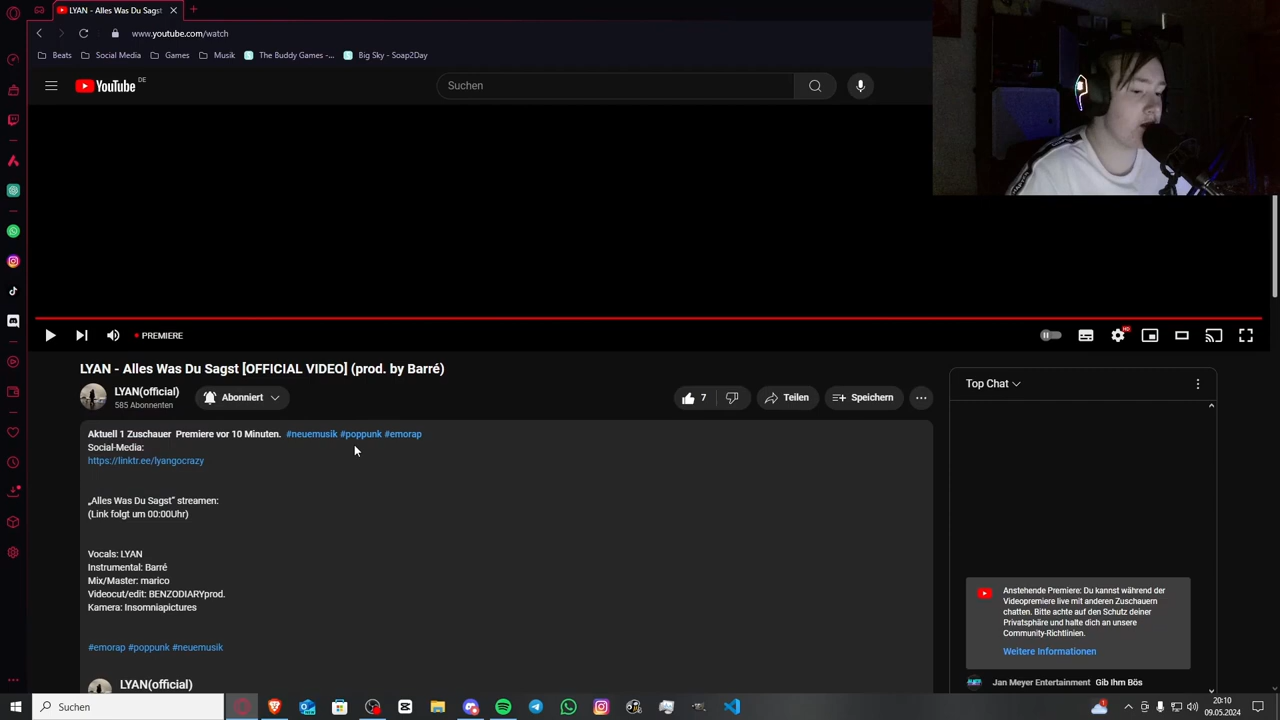 LYAN - Alles Was Du Sagst
www.youtube.com/watch
Beats
Social Media
Games
Musik
The Buddy Games -...
Big Sky - Soap2Day
YouTube DE
Suchen
PREMIERE
HD
LYAN - Alles Was Du Sagst [OFFICIAL VIDEO] (prod. by Barré)
LYAN(official)
585 Abonnenten
Abonniert
7
Teilen
Speichern
Top Chat
Aktuell 1 Zuschauer Premiere vor 10 Minuten. #neuemusik #poppunk #emorap
Social-Media:
https://linktr.ee/lyangocrazy
„Alles Was Du Sagst“ streamen:
(Link folgt um 00:00Uhr)
Vocals: LYAN
Instrumental: Barré
Mix/Master: marico
Videocut/edit: BENZODIARYprod.
Kamera: Insomniapictures
#emorap #poppunk #neuemusik
LYAN(official)
Anstehende Premiere: Du kannst während der
Videopremiere live mit anderen Zuschauern
chatten. Bitte achte auf den Schutz deiner
Privatsphäre und halte dich an unsere
Community-Richtlinien.
Weitere Informationen
Jan Meyer Entertainment Gib Ihm Bös
Suchen
20:10
09.05.2024